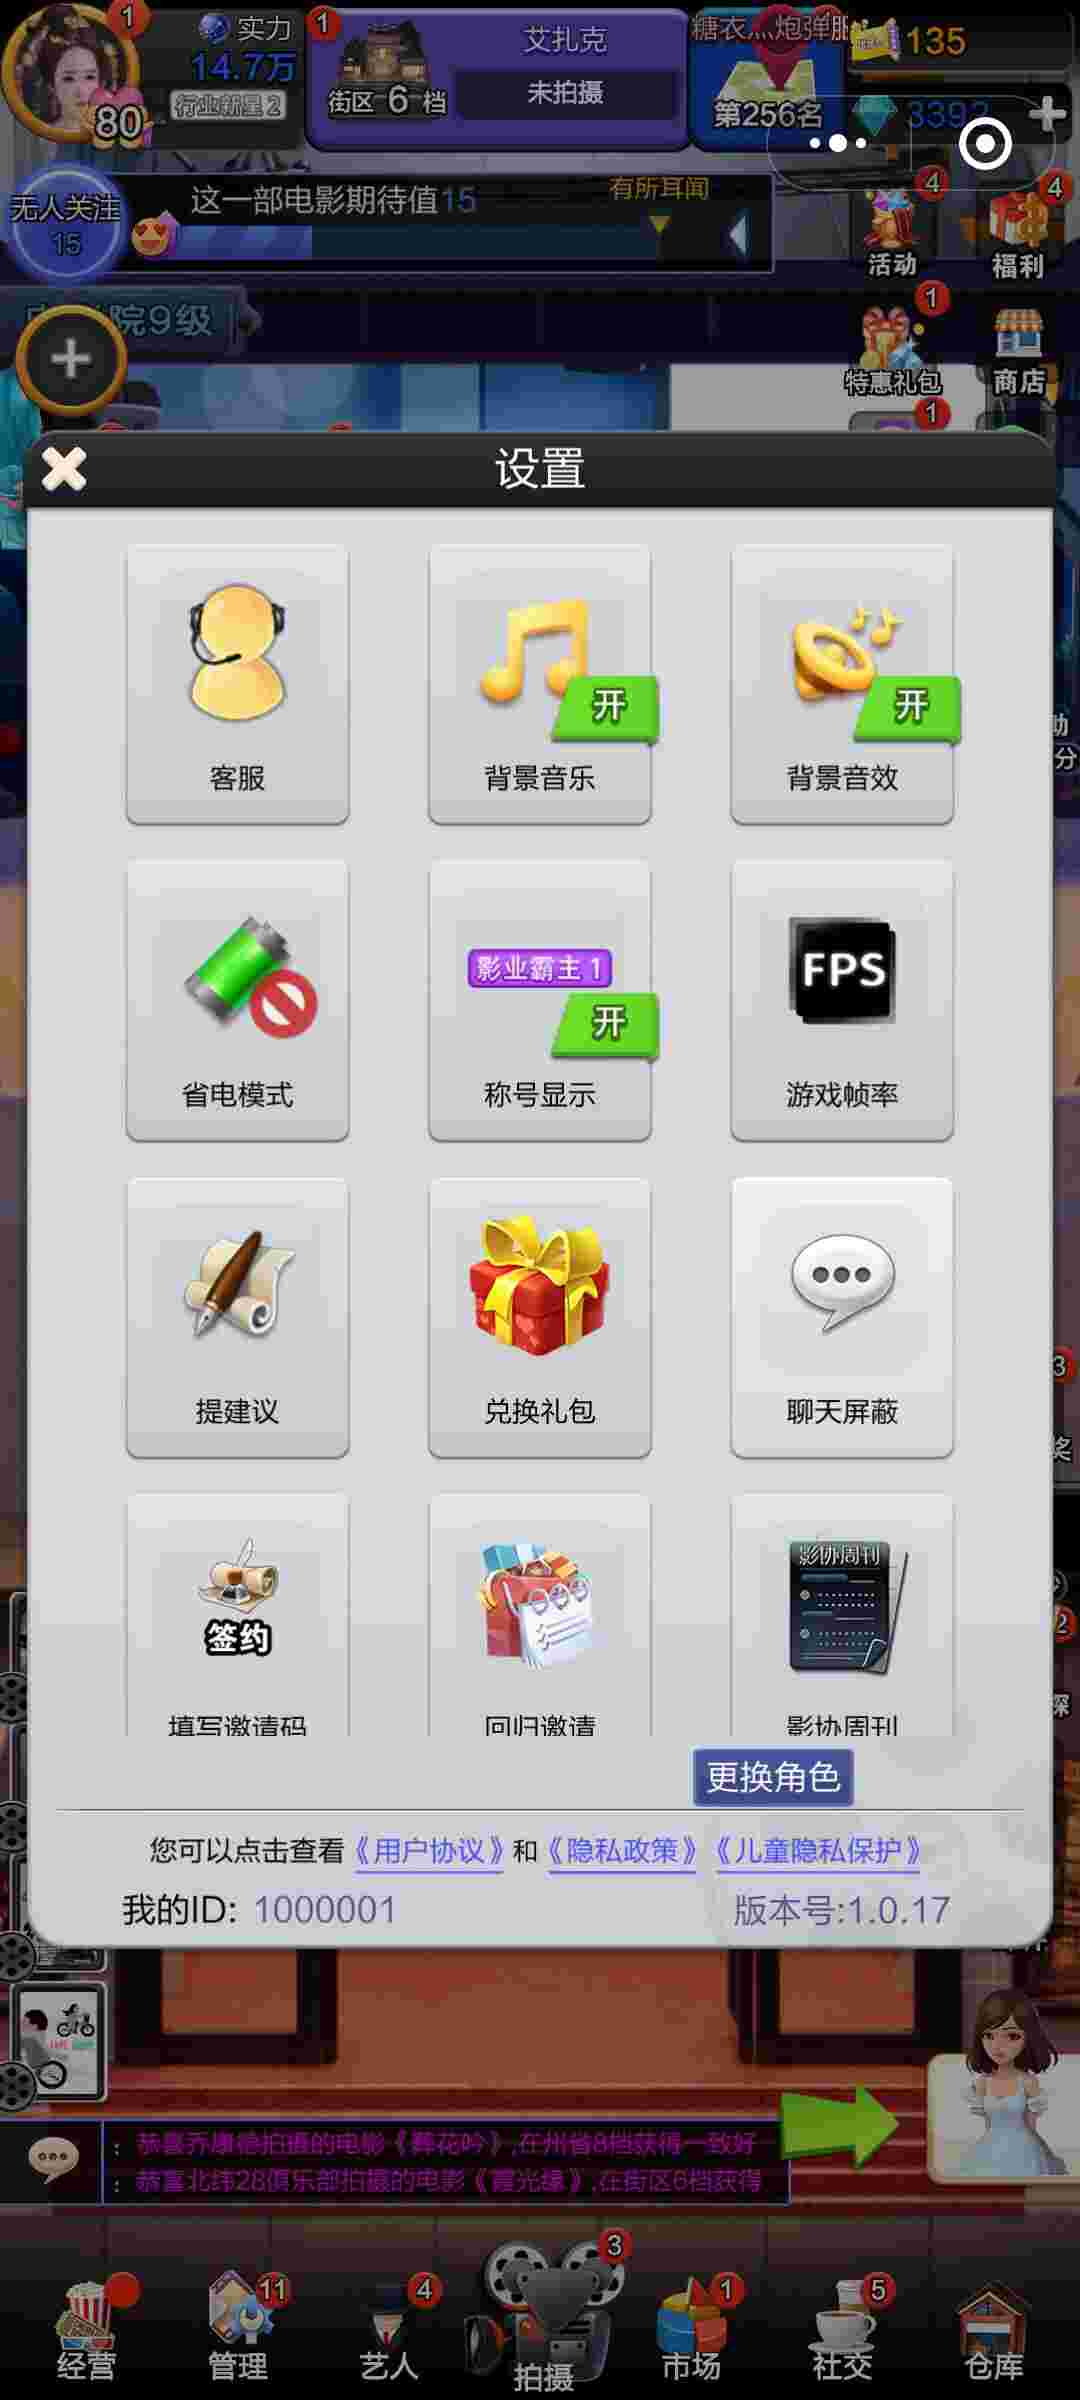 1
实力
14.7万
行业新星2
80
1
街区 6 档
艾扎克
未拍摄
第256名
135
3392
无人关注
15
这一部电影期待值15
有所耳闻
4
活动
4
福利
院9级
1
特惠礼包
商店
1
设置
客服
开
背景音乐
开
背景音效
助
分
省电模式
影业霸主 1
开
称号显示
FPS
游戏帧率
提建议
兑换礼包
聊天屏蔽
3
奖
签约
填写邀请码
回归邀请
影协周刊
影协周刊
2
探
更换角色
您可以点击查看《用户协议》和《隐私政策》《儿童隐私保护》
我的ID: 1000001
版本号:1.0.17
: 恭喜乔康德拍摄的电影《葬花吟》,在州省8档获得一致好
: 恭喜北纬28俱乐部拍摄的电影《霞光缘》,在街区6档获得
经营
11
管理
4
艺人
3
拍摄
1
市场
5
社交
仓库